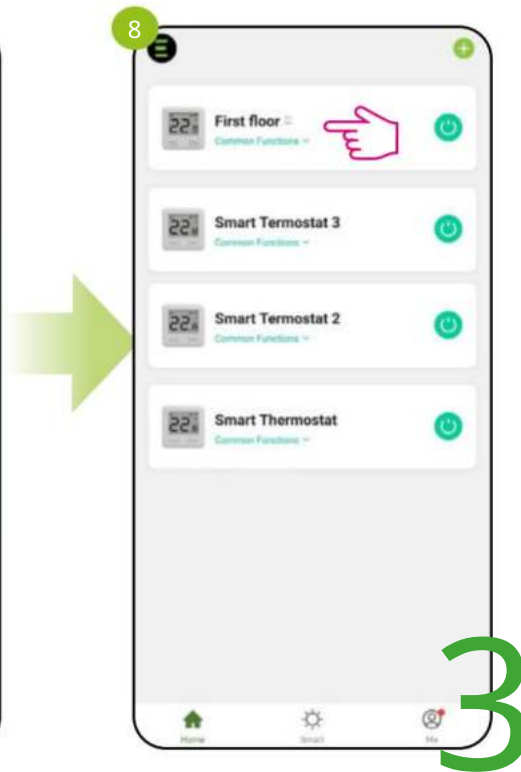 8
First floor
Common Functions
22
Smart Termostat 3
Common Functions
22
Smart Termostat 2
Common Functions
22
Smart Thermostat
Common Functions
22
Home
Smart
Me
3